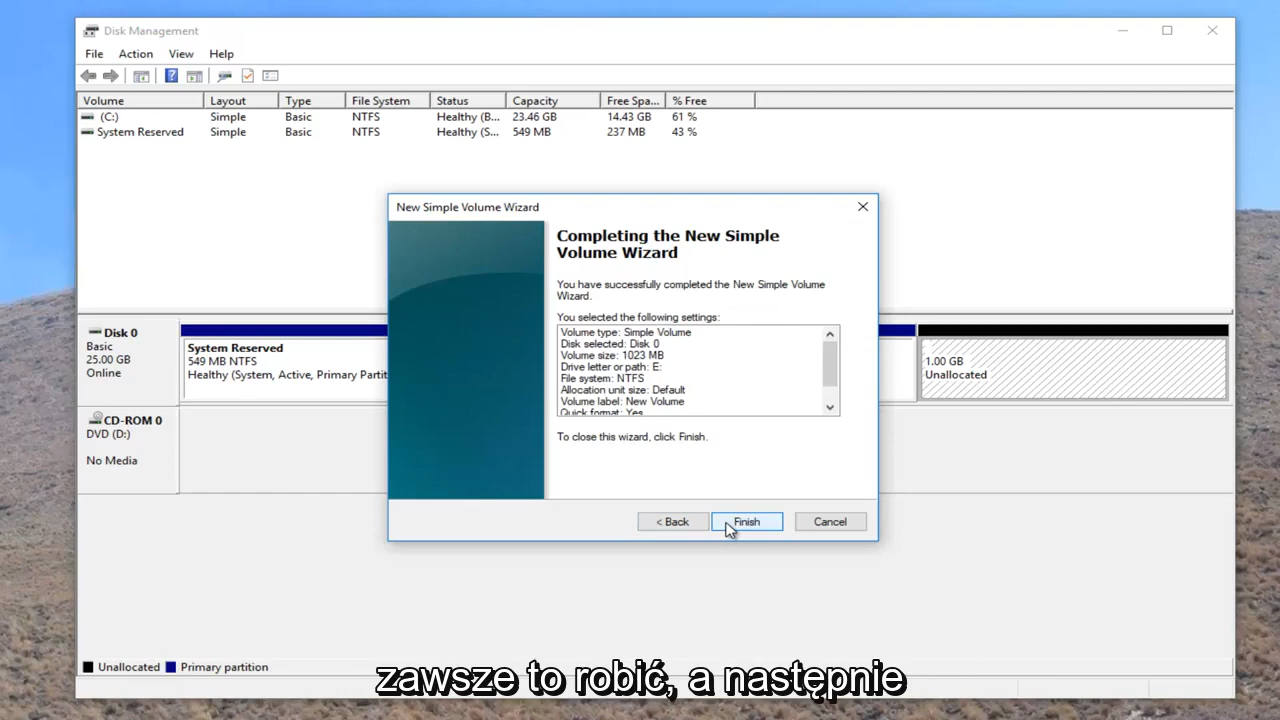 Disk Management
File Action View Help
Volume Layout Type File System Status Capacity Free Spa... % Free
(C:) Simple Basic NTFS Healthy (B... 23.46 GB 14.43 GB 61 %
System Reserved Simple Basic NTFS Healthy (S... 549 MB 237 MB 43 %
New Simple Volume Wizard
Completing the New Simple
Volume Wizard
You have successfully completed the New Simple Volume
Wizard.
You selected the following settings:
Volume type: Simple Volume
Disk selected: Disk 0
Volume size: 1023 MB
Drive letter or path: E:
File system: NTFS
Allocation unit size: Default
Volume label: New Volume
Quick format: Yes
To close this wizard, click Finish.
< Back Finish Cancel
Disk 0
Basic
25.00 GB
Online
System Reserved
549 MB NTFS
Healthy (System, Active, Primary Partit
1.00 GB
Unallocated
CD-ROM 0
DVD (D:)
No Media
Unallocated Primary partition
zawsze to robić, a następnie